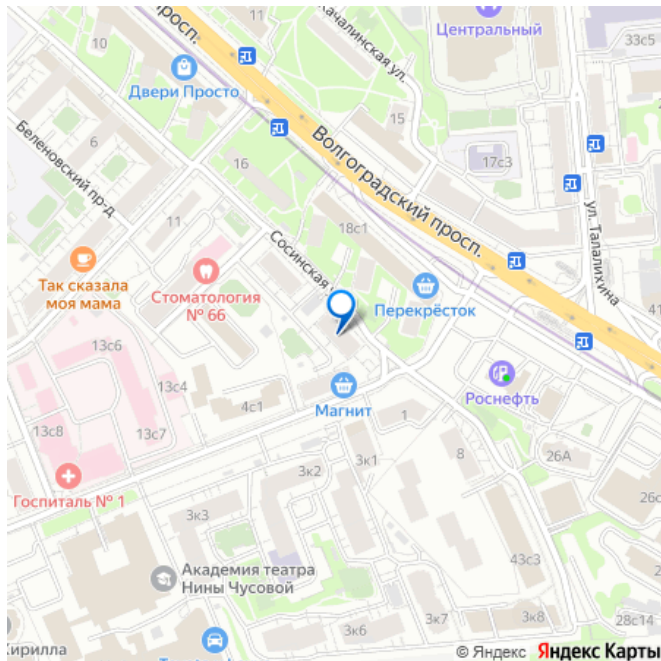 просп.
Качалинская ул.
Центральный
33с5
10
Двери Просто
6
Беленовский пр-д
16
15
Волгоградский просп.
17с3
ул. Талалихина
11
18с1
Сосинская у
Так сказала
моя мама
Стоматология
№ 66
Перекрёсток
41
13с6
13с4
Роснефть
4с1
Магнит
1
13с8
13с7
3к1
8
26А
3к2
26с
Госпиталь № 1
3к3
Академия театра
Нины Чусовой
43с3
3к7
3к8
28с14
3к6
Кирилла
© Яндекс Яндекс Карты